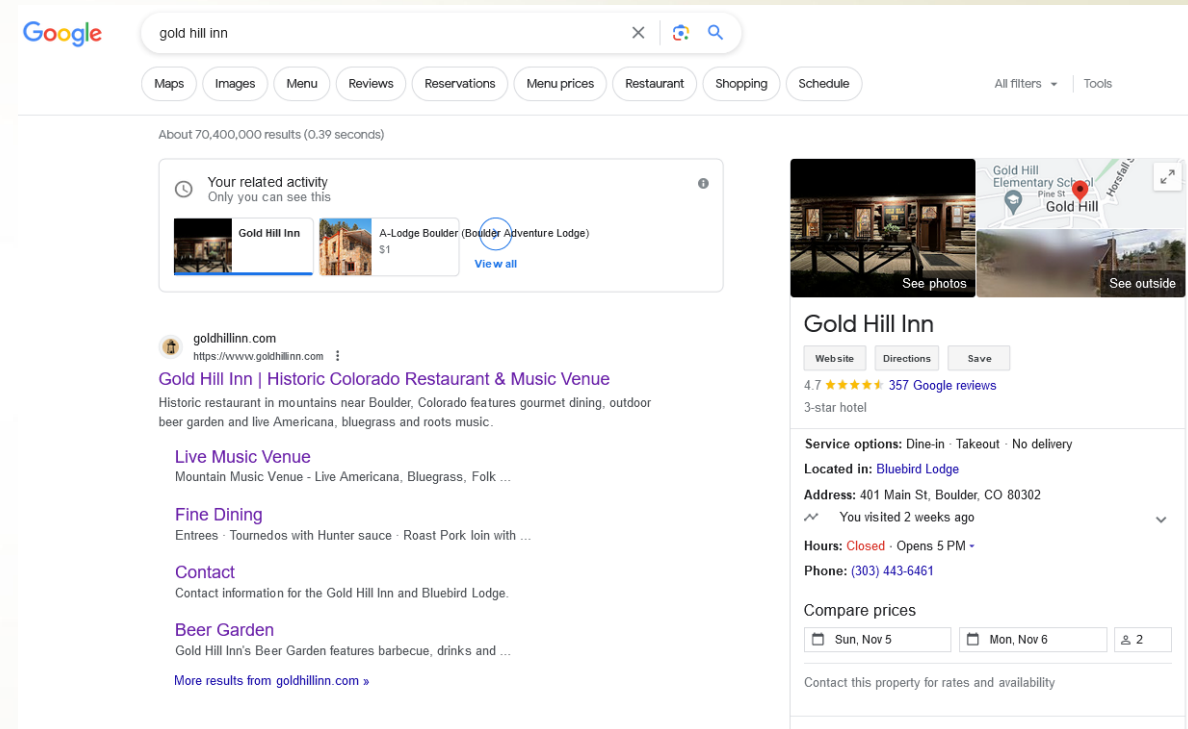 Google
gold hill inn
Maps
Images
Menu
Reviews
Reservations
Menu prices
Restaurant
Shopping
Schedule
All filters
Tools
About 70,400,000 results (0.39 seconds)
Your related activity
Only you can see this
Gold Hill Inn
A-Lodge Boulder (Boulder Adventure Lodge)
$1
View all
goldhillinn.com
https://www.goldhillinn.com
Gold Hill Inn | Historic Colorado Restaurant & Music Venue
Historic restaurant in mountains near Boulder, Colorado features gourmet dining, outdoor
beer garden and live Americana, bluegrass and roots music.
Live Music Venue
Mountain Music Venue - Live Americana, Bluegrass, Folk ...
Fine Dining
Entrees · Tournedos with Hunter sauce · Roast Pork loin with ...
Contact
Contact information for the Gold Hill Inn and Bluebird Lodge.
Beer Garden
Gold Hill Inn's Beer Garden features barbecue, drinks and ...
More results from goldhillinn.com »
Gold Hill
Elementary School
Pine St
Horsfall S
Gold Hill
See photos
See outside
Gold Hill Inn
Website
Directions
Save
4.7 357 Google reviews
3-star hotel
Service options: Dine-in · Takeout · No delivery
Located in: Bluebird Lodge
Address: 401 Main St, Boulder, CO 80302
You visited 2 weeks ago
Hours: Closed · Opens 5 PM
Phone: (303) 443-6461
Compare prices
Sun, Nov 5
Mon, Nov 6
2
Contact this property for rates and availability